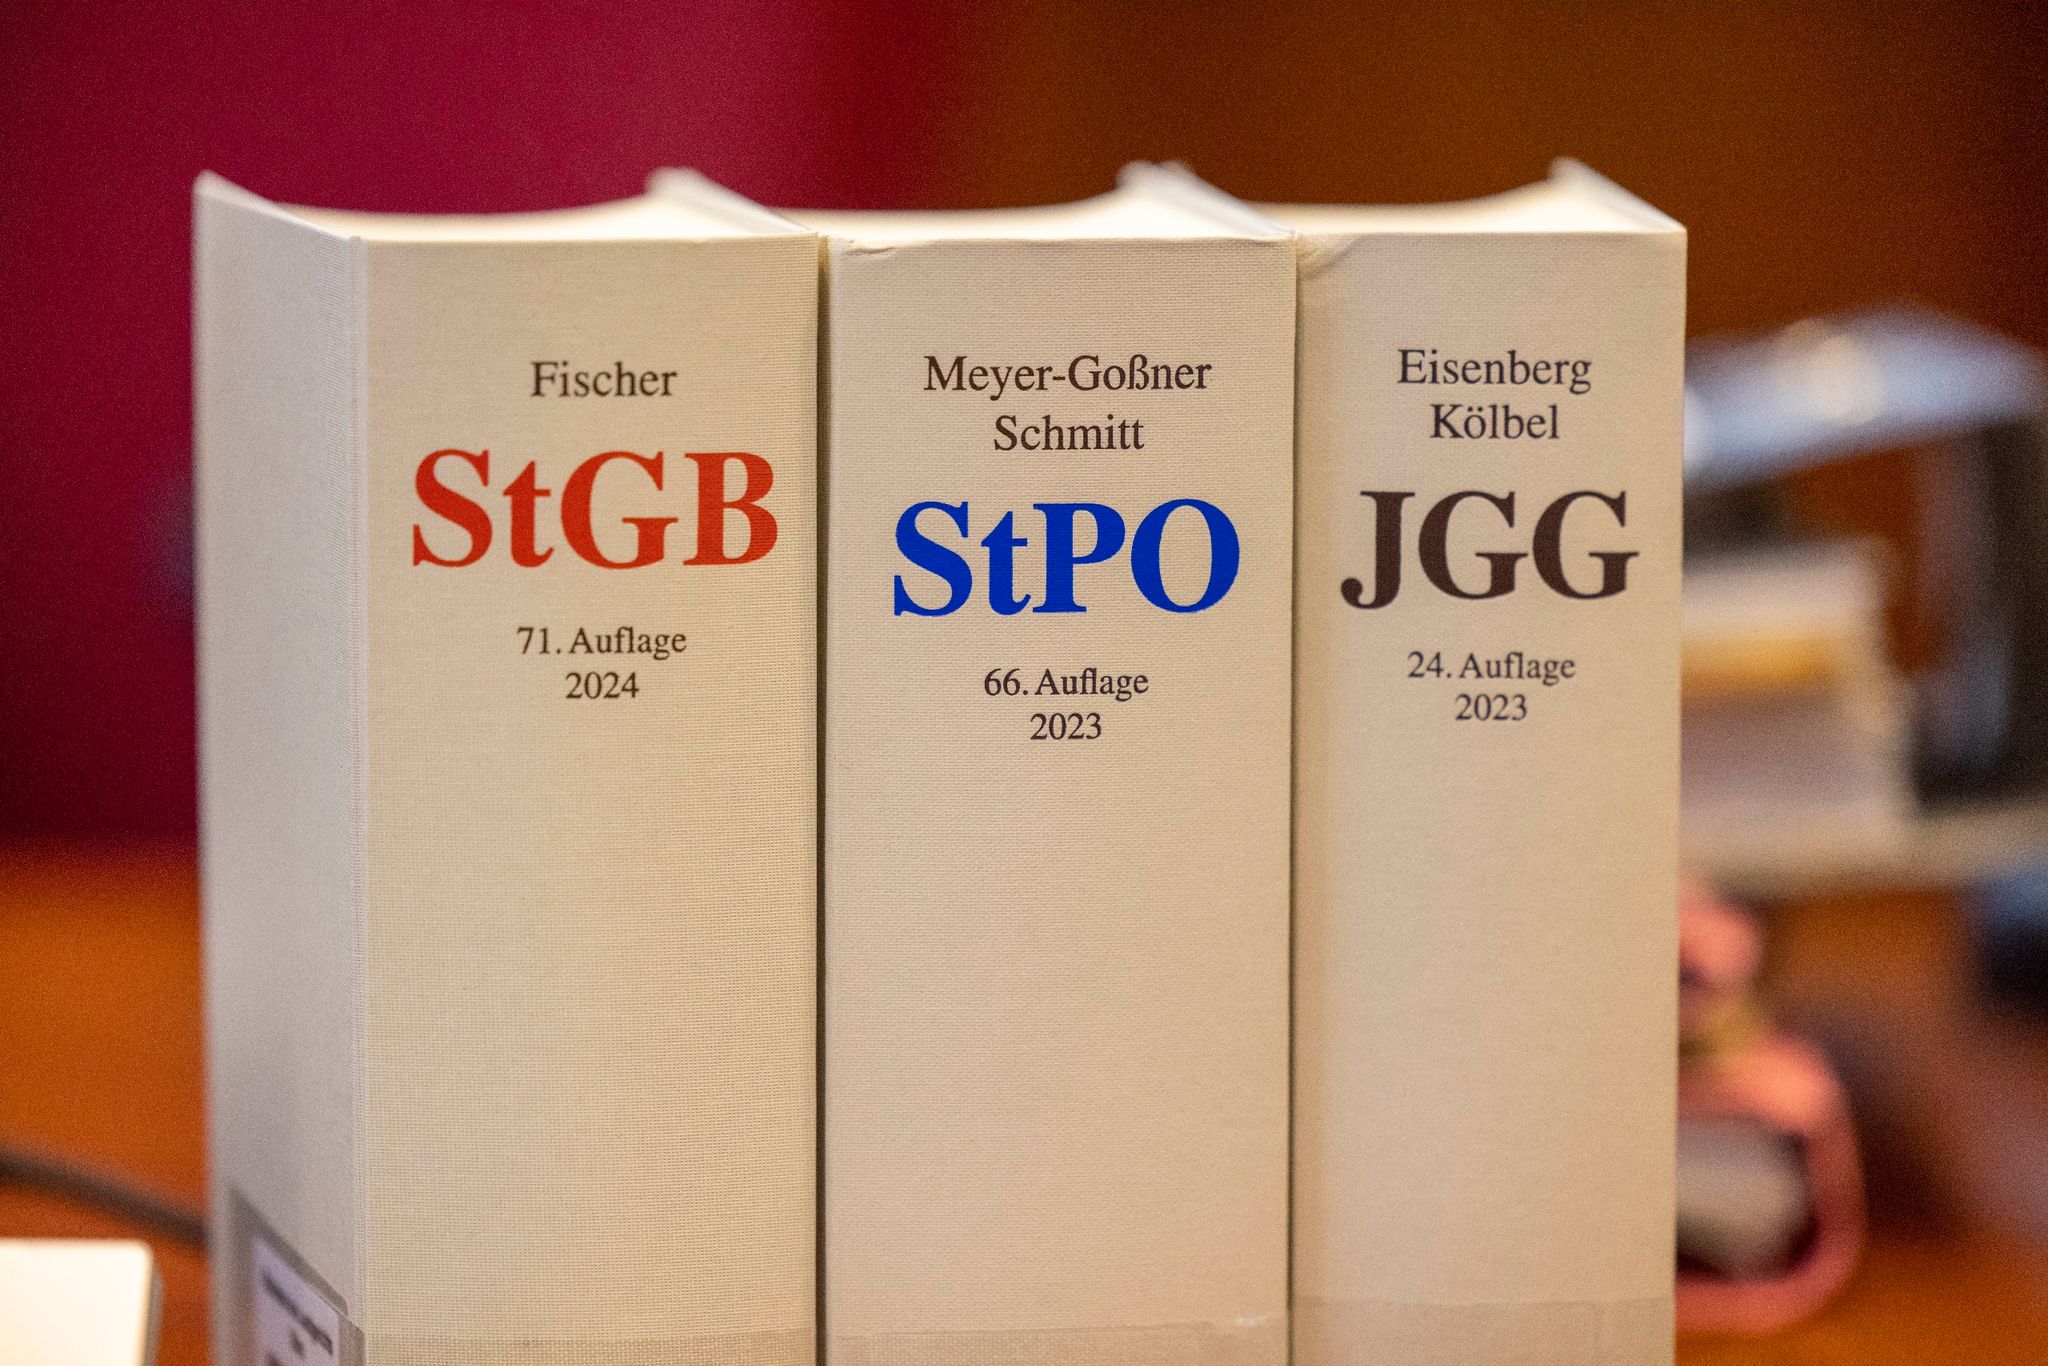 Fischer
StGB
71. Auflage
2024
Meyer-Goßner
Schmitt
StPO
66. Auflage
2023
Eisenberg
Kölbel
JGG
24. Auflage
2023